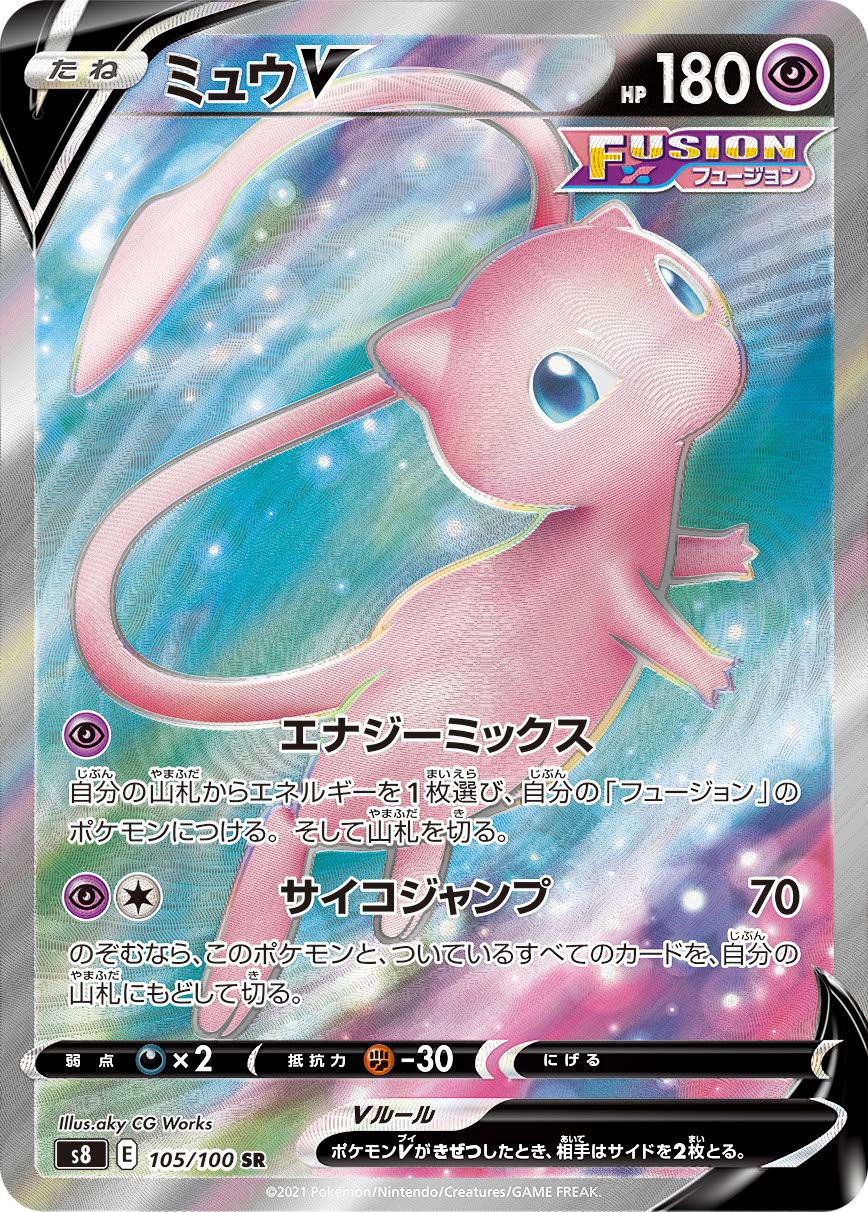 たね ミュウV HP 180
FUSION
フュージョン
エナジーミックス
自分の山札からエネルギーを1枚選び、自分の「フュージョン」の
ポケモンにつける。そして山札を切る。
サイコジャンプ 70
のぞむなら、このポケモンと、ついているすべてのカードを、自分の
山札にもどして切る。
弱点 ×2 抵抗力 -30 にげる
Illus.aky CG Works
Vルール
ポケモンVがきぜつしたとき、相手はサイドを2枚とる。
s8 E 105/100 SR
©2021 Pokémon/Nintendo/Creatures/GAME FREAK.